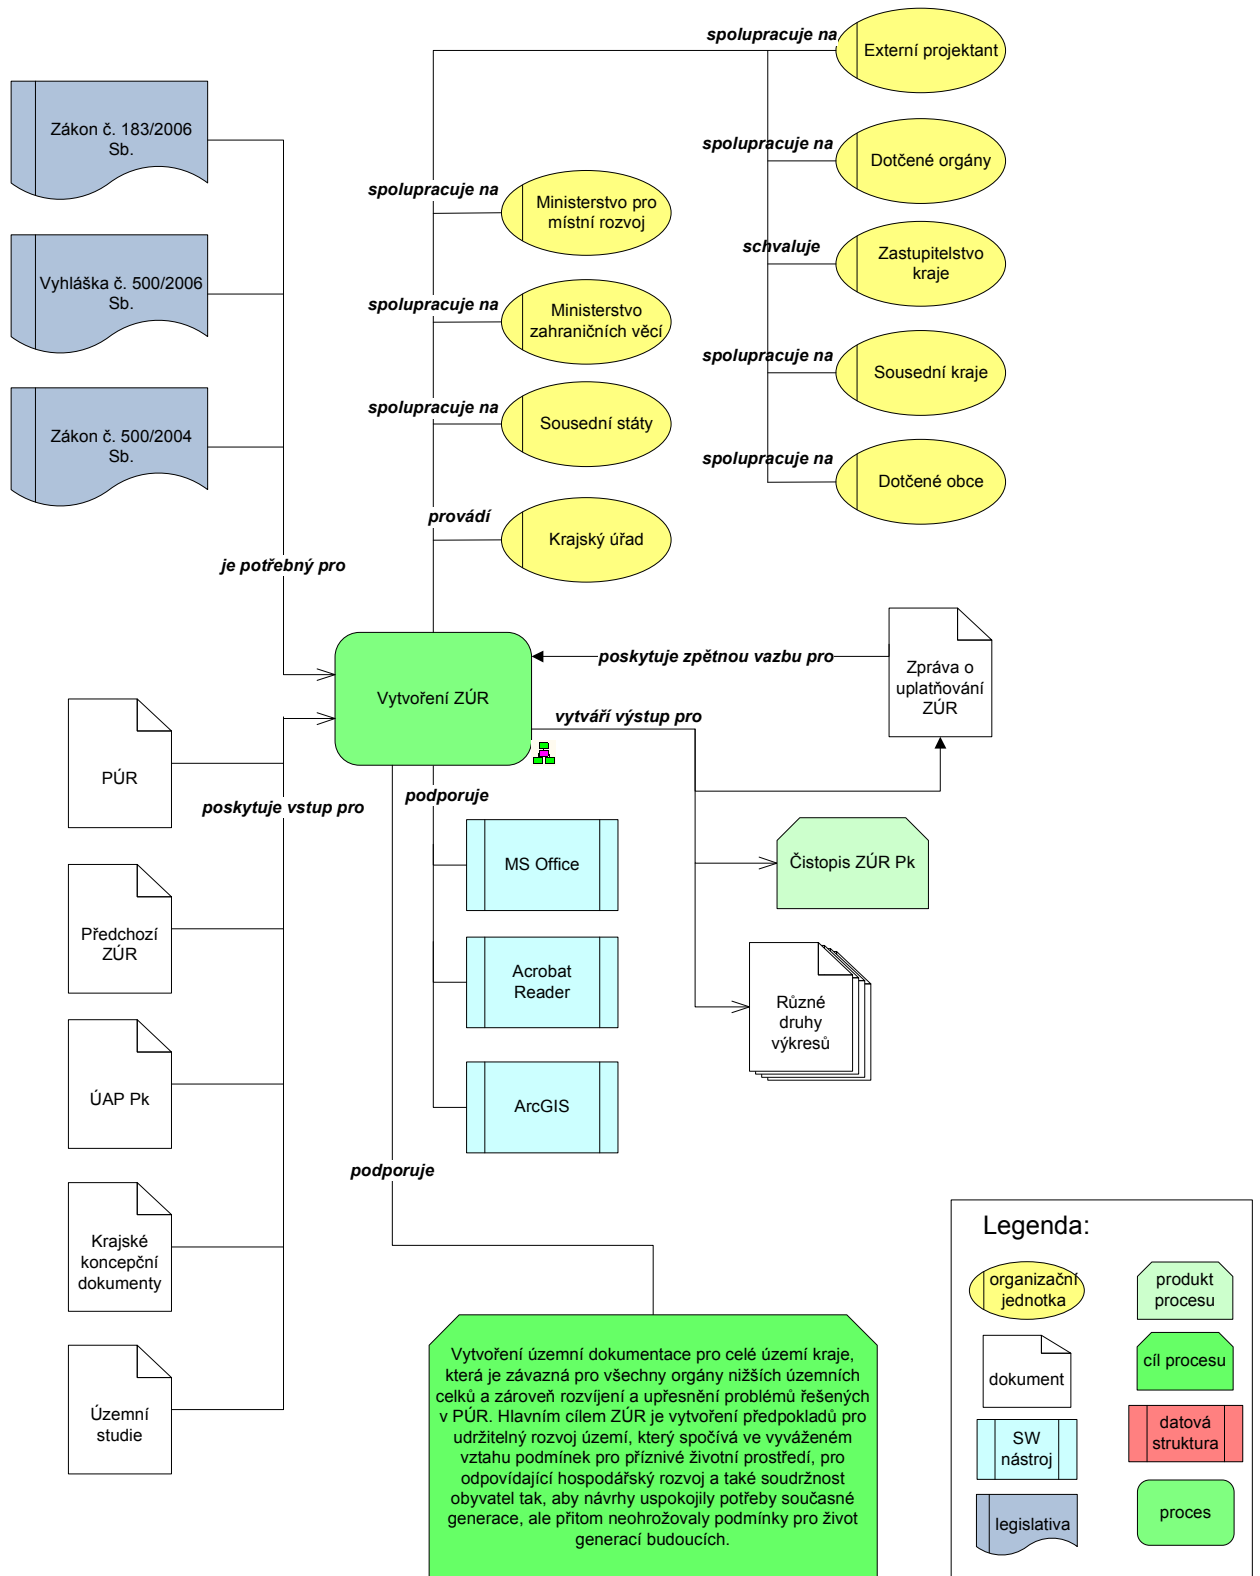 spolupracuje na
Externí projektant
Zákon č. 183/2006
Sb.
spolupracuje na
Dotčené orgány
spolupracuje na
Ministerstvo pro
místní rozvoj
schvaluje
Zastupitelstvo
kraje
Vyhláška č. 500/2006
Sb.
spolupracuje na
Ministerstvo
zahraničních věcí
spolupracuje na
Sousední kraje
Zákon č. 500/2004
Sb.
spolupracuje na
Sousední státy
spolupracuje na
Dotčené obce
provádí
Krajský úřad
je potřebný pro
Vytvoření ZÚR
poskytuje zpětnou vazbu pro
Zpráva o
uplatňování
ZÚR
vytváří výstup pro
PÚR
poskytuje vstup pro
podporuje
MS Office
Čistopis ZÚR Pk
Předchozí
ZÚR
Acrobat
Reader
Různé
druhy
výkresů
ÚAP Pk
ArcGIS
podporuje
Krajské
koncepční
dokumenty
Územní
studie
Vytvoření územní dokumentace pro celé území kraje,
která je závazná pro všechny orgány nižších územních
celků a zároveň rozvíjení a upřesnění problémů řešených
v PÚR. Hlavním cílem ZÚR je vytvoření předpokladů pro
udržitelný rozvoj území, který spočívá ve vyváženém
vztahu podmínek pro příznivé životní prostředí, pro
odpovídající hospodářský rozvoj a také soudržnost
obyvatel tak, aby návrhy uspokojily potřeby současné
generace, ale přitom neohrožovaly podmínky pro život
generací budoucích.
Legenda:
organizační
jednotka
produkt
procesu
dokument
cíl procesu
SW
nástroj
datová
struktura
legislativa
proces